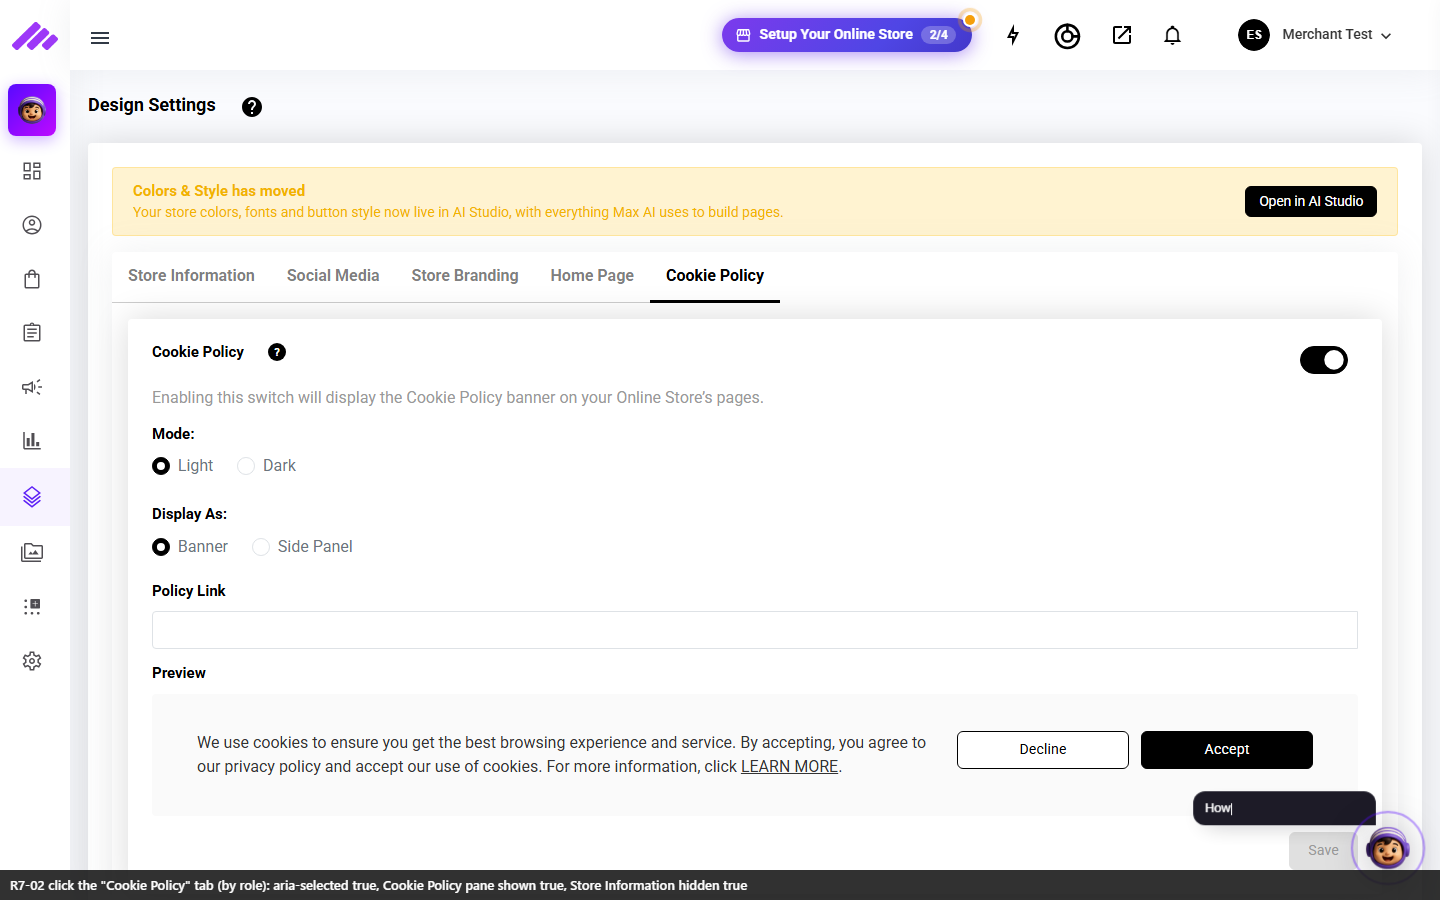 Setup Your Online Store 2/4
ES Merchant Test
Design Settings ?
Colors & Style has moved
Your store colors, fonts and button style now live in AI Studio, with everything Max AI uses to build pages.
Open in AI Studio
Store Information Social Media Store Branding Home Page Cookie Policy
Cookie Policy ?
Enabling this switch will display the Cookie Policy banner on your Online Store's pages.
Mode:
Light Dark
Display As:
Banner Side Panel
Policy Link
Preview
We use cookies to ensure you get the best browsing experience and service. By accepting, you agree to
our privacy policy and accept our use of cookies. For more information, click LEARN MORE.
Decline Accept
How
Save
R7-02 click the "Cookie Policy" tab (by role): aria-selected true, Cookie Policy pane shown true, Store Information hidden true